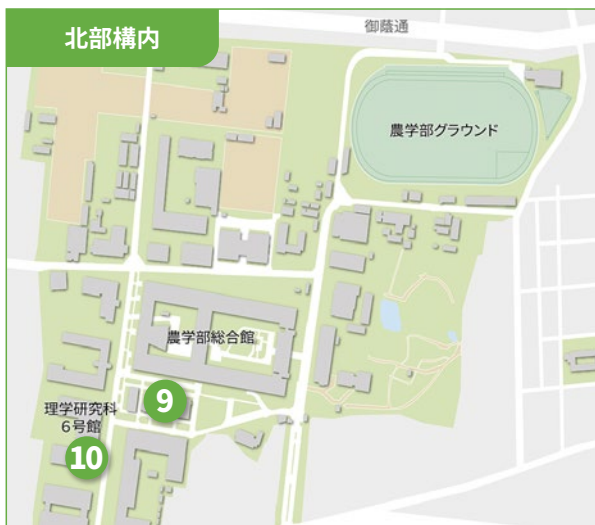 北部構内
御蔭通
農学部グラウンド
農学部総合館
9
理学研究科
6号館
10